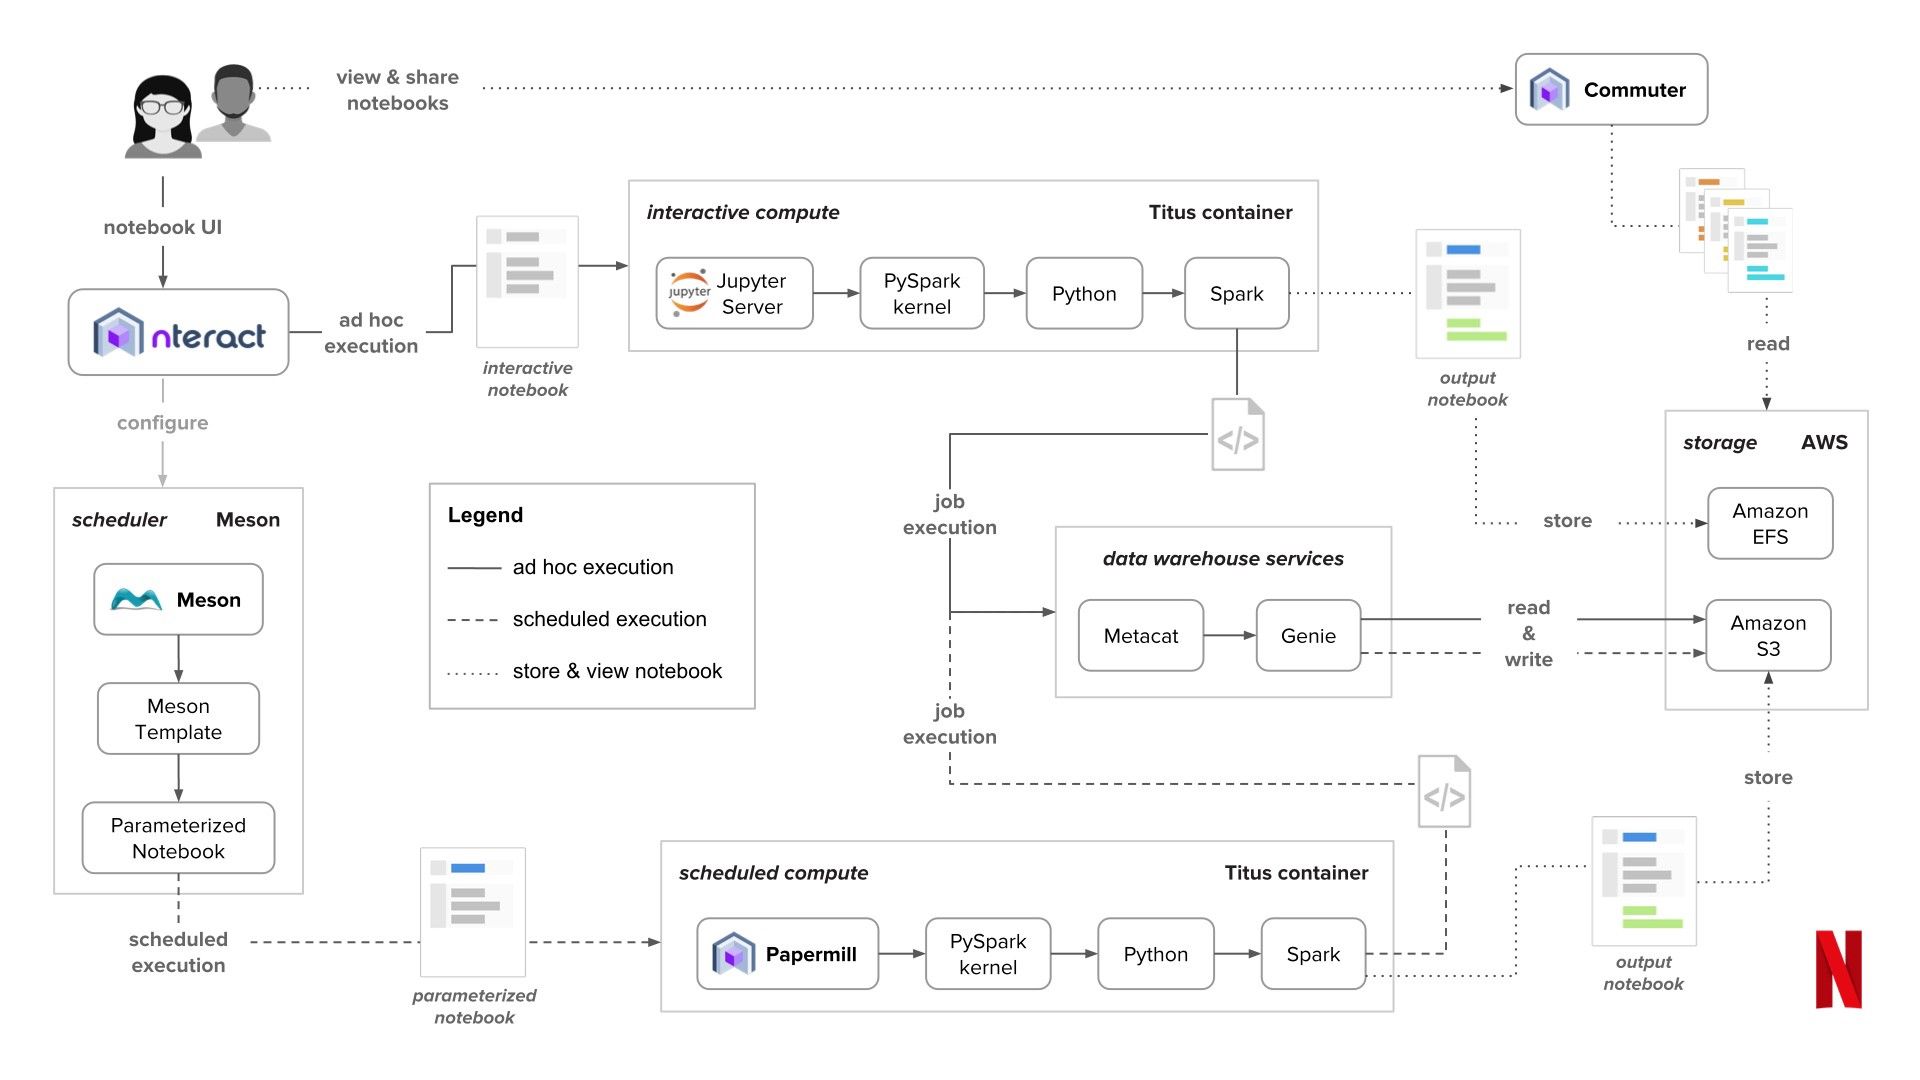 view & share
notebooks
Commuter
notebook UI
interactive compute
Titus container
jupyter
Jupyter
Server
PySpark
kernel
Python
Spark
nteract
ad hoc
execution
interactive
notebook
output
notebook
read
configure
storage
AWS
scheduler
Meson
Legend
ad hoc execution
scheduled execution
store & view notebook
job
execution
store
Amazon
EFS
data warehouse services
Meson
Metacat
Genie
read
&
write
Amazon
S3
Meson
Template
job
execution
store
Parameterized
Notebook
</>
</>
scheduled compute
Titus container
scheduled
execution
parameterized
notebook
Papermill
PySpark
kernel
Python
Spark
output
notebook
N